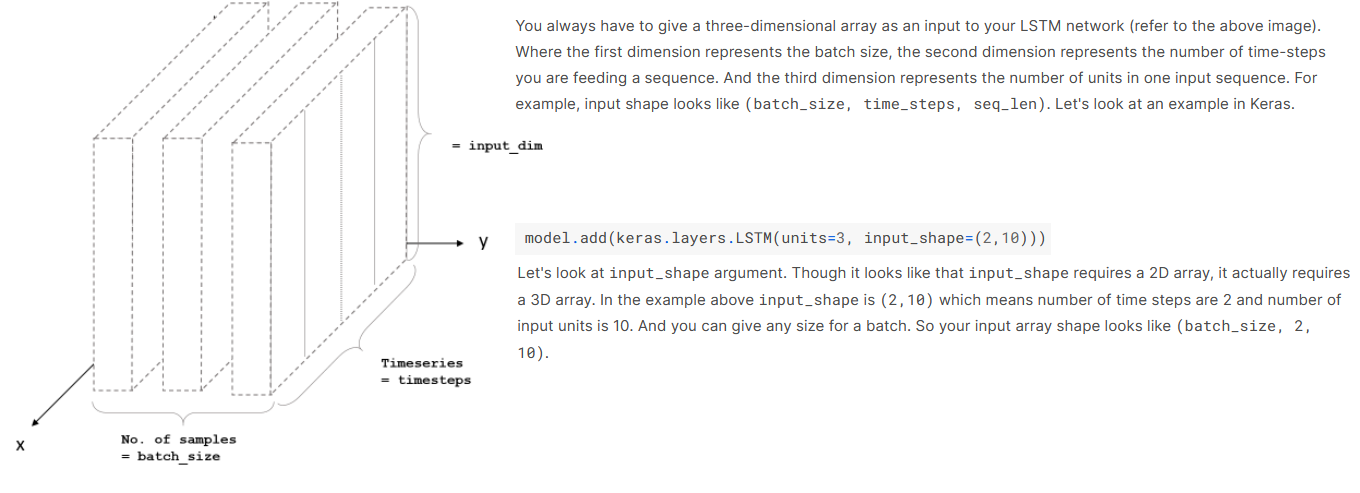 You always have to give a three-dimensional array as an input to your LSTM network (refer to the above image).
Where the first dimension represents the batch size, the second dimension represents the number of time-steps
you are feeding a sequence. And the third dimension represents the number of units in one input sequence. For
example, input shape looks like (batch_size, time_steps, seq_len). Let's look at an example in Keras.
= input_dim
y
model.add(keras.layers.LSTM(units=3, input_shape=(2,10)))
Let's look at input_shape argument. Though it looks like that input_shape requires a 2D array, it actually requires
a 3D array. In the example above input_shape is (2,10) which means number of time steps are 2 and number of
input units is 10. And you can give any size for a batch. So your input array shape looks like (batch_size, 2,
10).
Timeseries
= timesteps
x
No. of samples
= batch_size